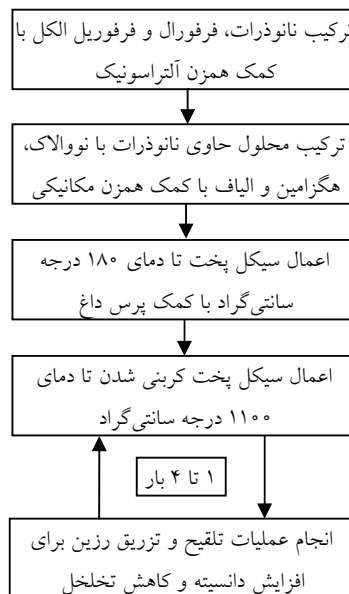 ترکیب نانوذرات، فرفورال و فرفوریل الکل با
کمک همزن آلتراسونیک
ترکیب محلول حاوی نانوذرات با نووالاک،
هگزامین و الیاف با کمک همزن مکانیکی
اعمال سیکل پخت تا دمای ۱۸۰ درجه
سانتی‌گراد با کمک پرس داغ
اعمال سیکل پخت کربنی شدن تا دمای
۱۱۰۰ درجه سانتی‌گراد
۱ تا ۴ بار
انجام عملیات تلقیح و تزریق رزین برای
افزایش دانسیته و کاهش تخلخل